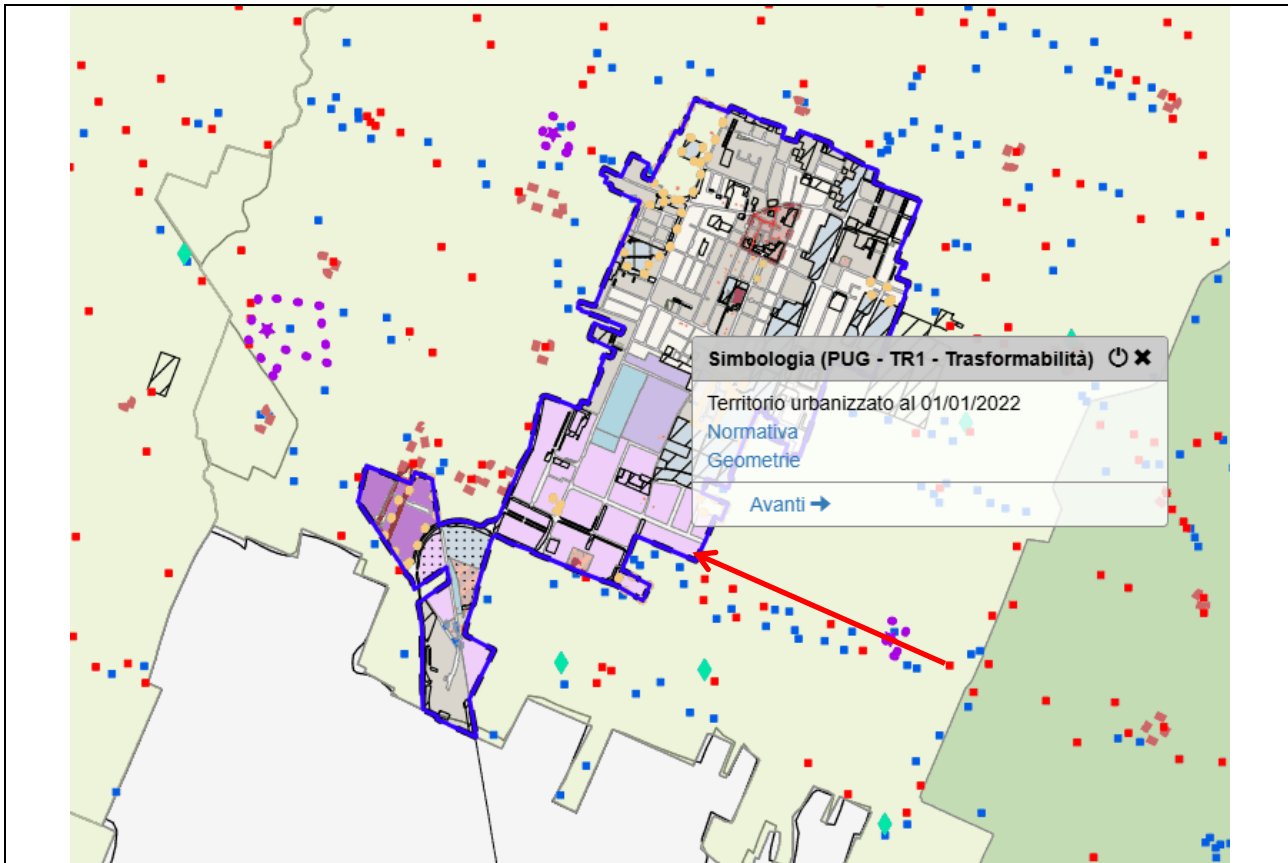 Simbologia (PUG - TR1 - Trasformabilità)
Territorio urbanizzato al 01/01/2022
Normativa
Geometrie
Avanti